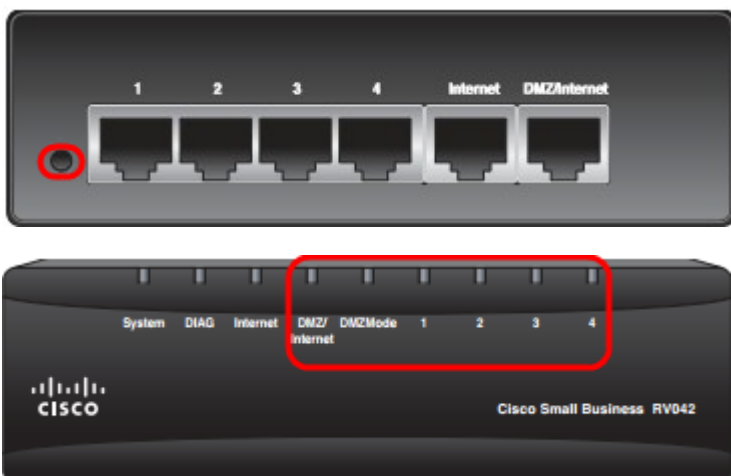 1 2 3 4 Internet DMZ/Internet
System DIAG Internet DMZ/ DMZMode 1 2 3 4
Internet
CISCO
Cisco Small Business RV042